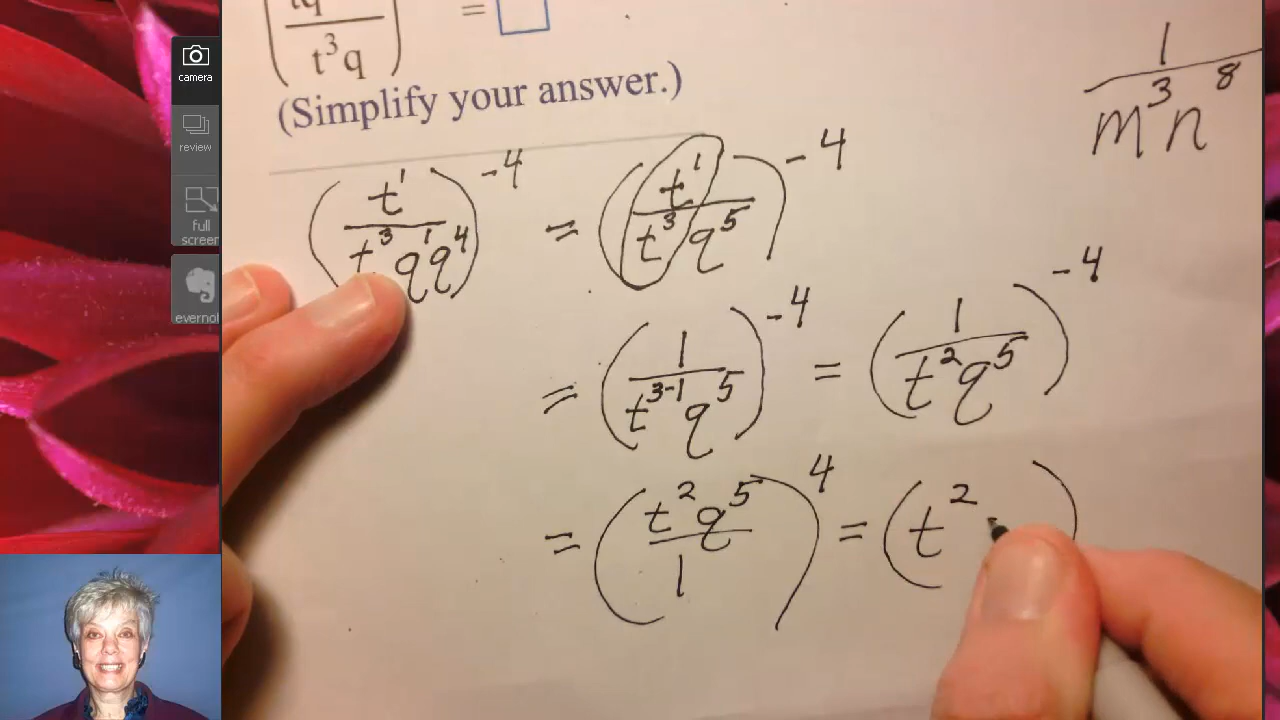 (tq / t³q) = □
(Simplify your answer.)
1 / m³n⁸
(t¹ / t³q¹q⁴)⁻⁴ = (t¹ / t³q⁵)⁻⁴
= (1 / t³⁻¹q⁵)⁻⁴ = (1 / t²q⁵)⁻⁴
= (t²q⁵ / 1)⁴ = (t² )
camera
review
full
screen